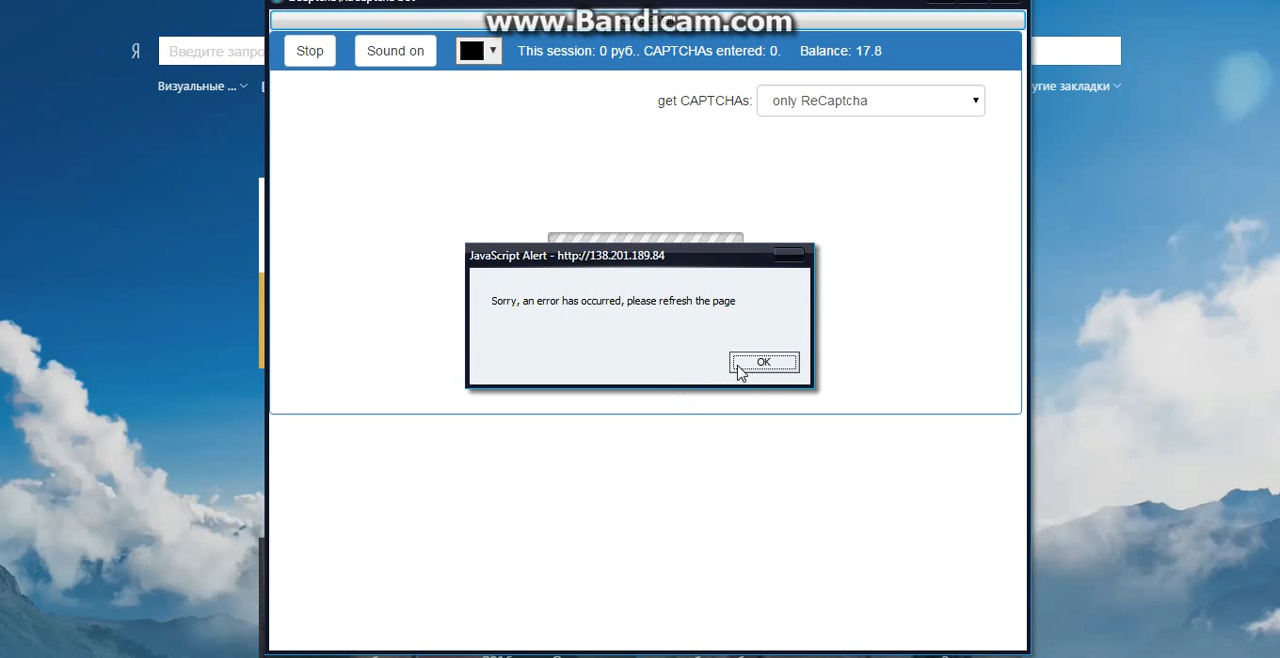 www.Bandicam.com
Stop
Sound on
This session: 0 руб.. CAPTCHAs entered: 0.
Balance: 17.8
Я
Введите запро
Визуальные ...
угие закладки
get CAPTCHAs:
only ReCaptcha
JavaScript Alert - http://138.201.189.84
Sorry, an error has occurred, please refresh the page
OK